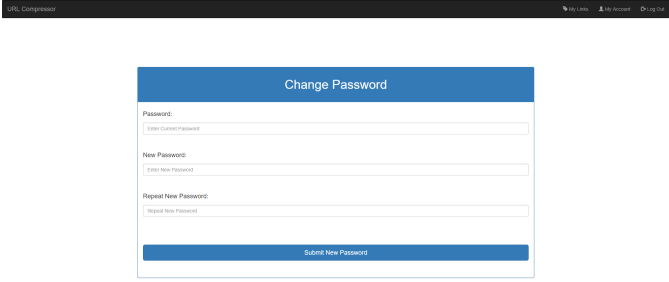 URL Compressor My Links My Account Log Out
Change Password
Password:
Enter Current Password
New Password:
Enter New Password
Repeat New Password:
Repeat New Password
Submit New Password